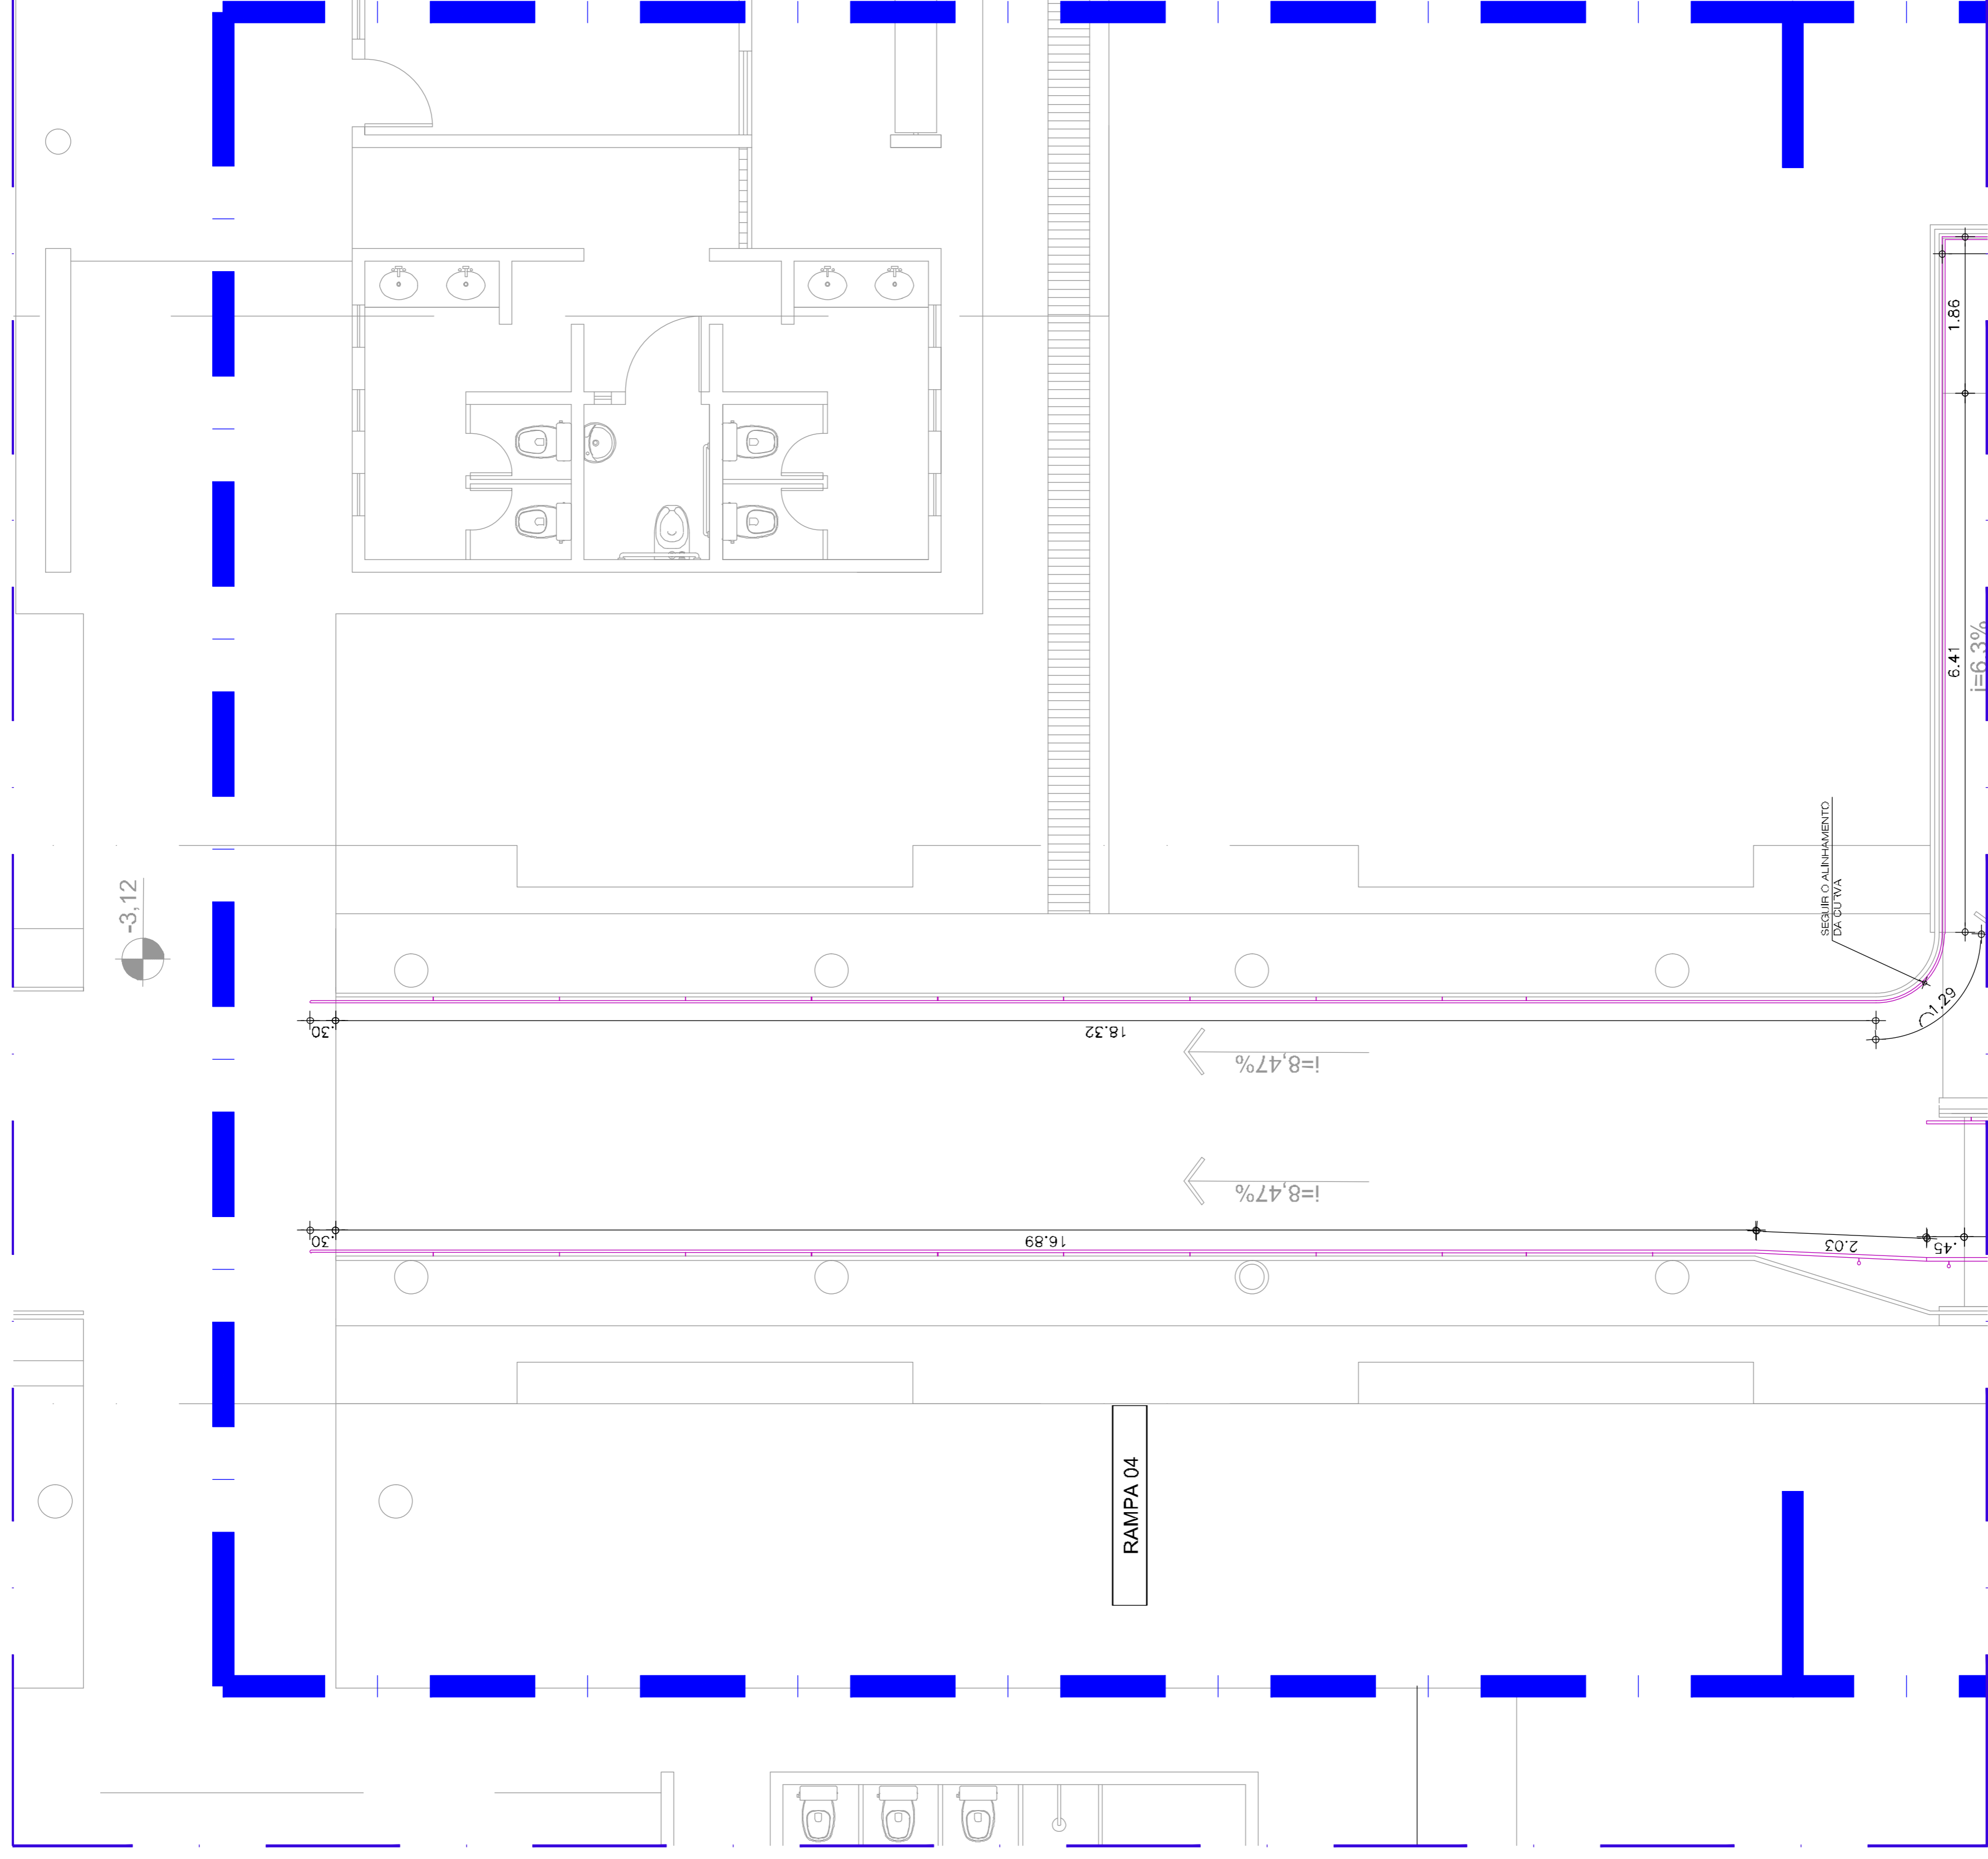 1.86
6.41
i=6.3%
SEGUIR O ALINHAMENTO
DA CURVA
-3,12
.30
18.32
1.29
i=8,47%
i=8,47%
.30
16.89
2.03
.45
RAMPA 04